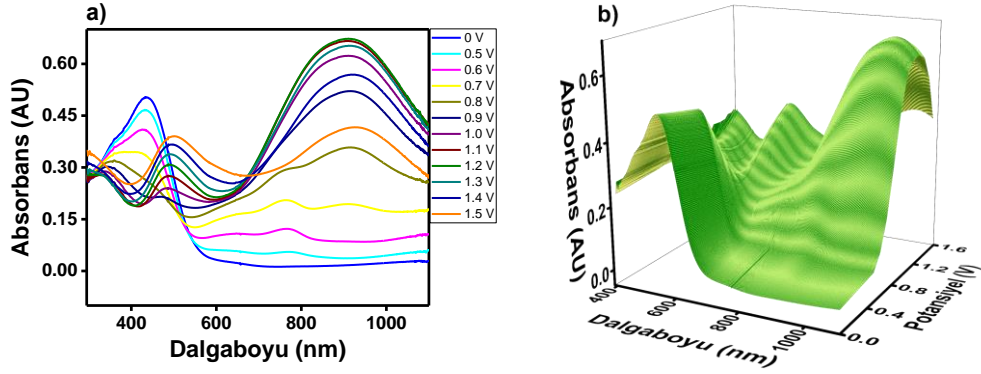 a)
Absorbans (AU)
0.60
0.45
0.30
0.15
0.00
400
600
800
1000
Dalgaboyu (nm)
0 V
0.5 V
0.6 V
0.7 V
0.8 V
0.9 V
1.0 V
1.1 V
1.2 V
1.3 V
1.4 V
1.5 V
b)
Absorbans (AU)
0.6
0.4
0.2
0.0
400
600
800
1000
Dalgaboyu (nm)
0.0
0.4
0.8
1.2
1.6
Potansiyel (V)